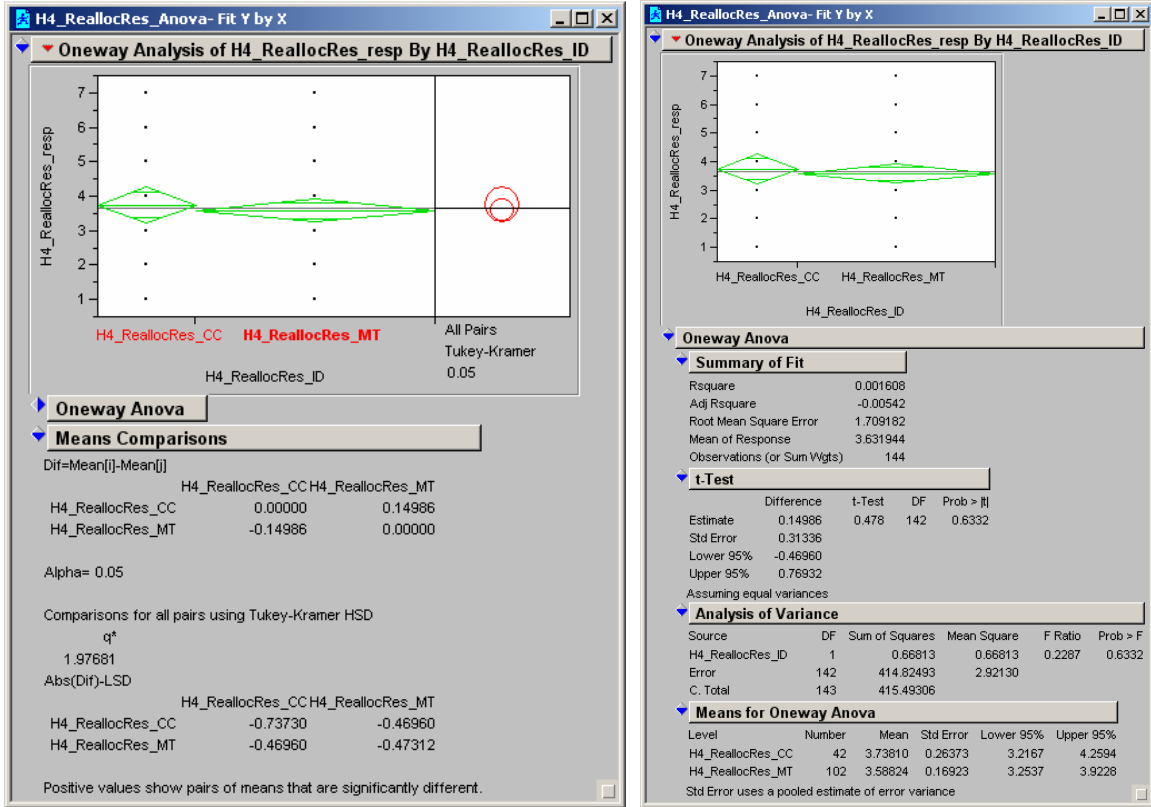 H4_ReallocRes_Anova- Fit Y by X
Oneway Analysis of H4_ReallocRes_resp By H4_ReallocRes_ID
H4_ReallocRes_resp
7
6
5
4
3
2
1
H4_ReallocRes_CC H4_ReallocRes_MT
All Pairs
Tukey-Kramer
0.05
H4_ReallocRes_ID
Oneway Anova
Means Comparisons
Dif=Mean[i]-Mean[j]
H4_ReallocRes_CC H4_ReallocRes_MT
H4_ReallocRes_CC 0.00000 0.14986
H4_ReallocRes_MT -0.14986 0.00000
Alpha= 0.05
Comparisons for all pairs using Tukey-Kramer HSD
q*
1.97681
Abs(Dif)-LSD
H4_ReallocRes_CC H4_ReallocRes_MT
H4_ReallocRes_CC -0.73730 -0.46960
H4_ReallocRes_MT -0.46960 -0.47312
Positive values show pairs of means that are significantly different.
H4_ReallocRes_Anova- Fit Y by X
Oneway Analysis of H4_ReallocRes_resp By H4_ReallocRes_ID
H4_ReallocRes_resp
7
6
5
4
3
2
1
H4_ReallocRes_CC H4_ReallocRes_MT
H4_ReallocRes_ID
Oneway Anova
Summary of Fit
Rsquare 0.001608
Adj Rsquare -0.00542
Root Mean Square Error 1.709182
Mean of Response 3.631944
Observations (or Sum Wgts) 144
t-Test
Difference t-Test DF Prob > |t|
Estimate 0.14986 0.478 142 0.6332
Std Error 0.31336
Lower 95% -0.46960
Upper 95% 0.76932
Assuming equal variances
Analysis of Variance
Source DF Sum of Squares Mean Square F Ratio Prob > F
H4_ReallocRes_ID 1 0.66813 0.66813 0.2287 0.6332
Error 142 414.82493 2.92130
C. Total 143 415.49306
Means for Oneway Anova
Level Number Mean Std Error Lower 95% Upper 95%
H4_ReallocRes_CC 42 3.73810 0.26373 3.2167 4.2594
H4_ReallocRes_MT 102 3.58824 0.16923 3.2537 3.9228
Std Error uses a pooled estimate of error variance